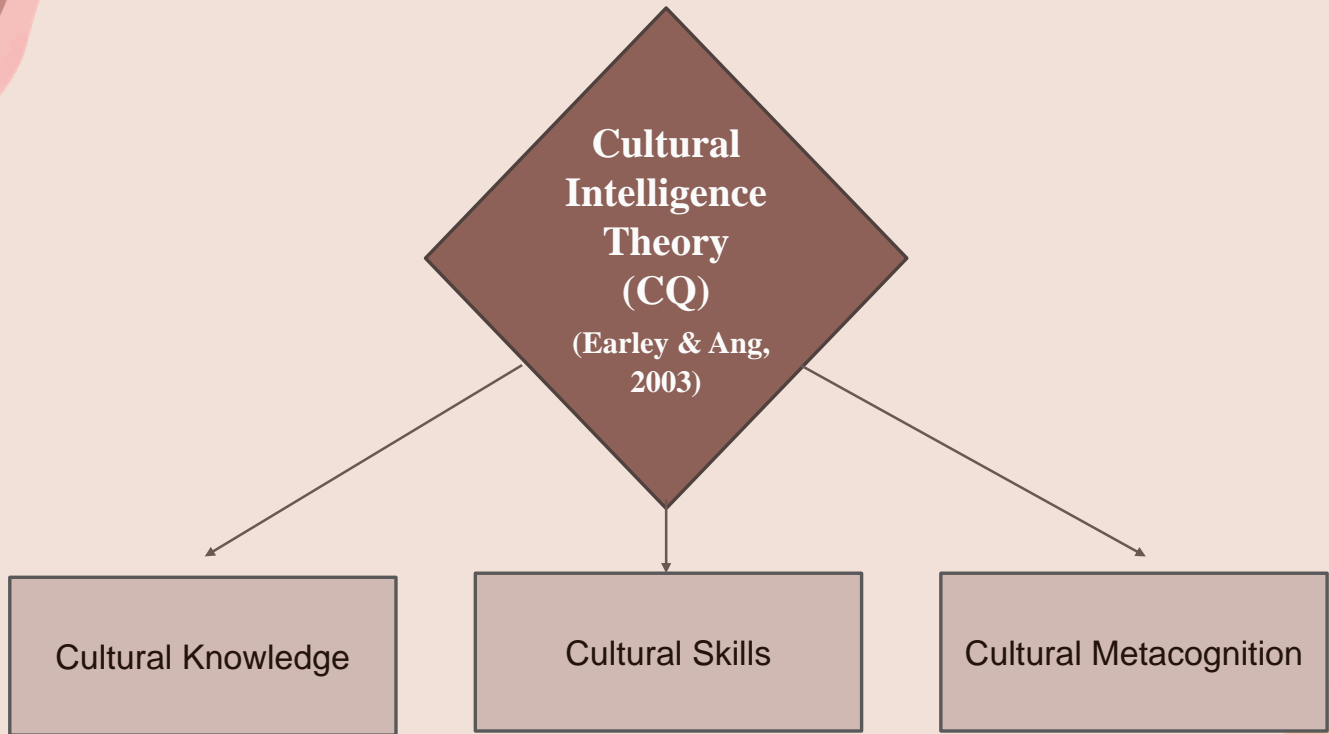 Cultural
Intelligence
Theory
(CQ)
(Earley & Ang,
2003)
Cultural Knowledge
Cultural Skills
Cultural Metacognition